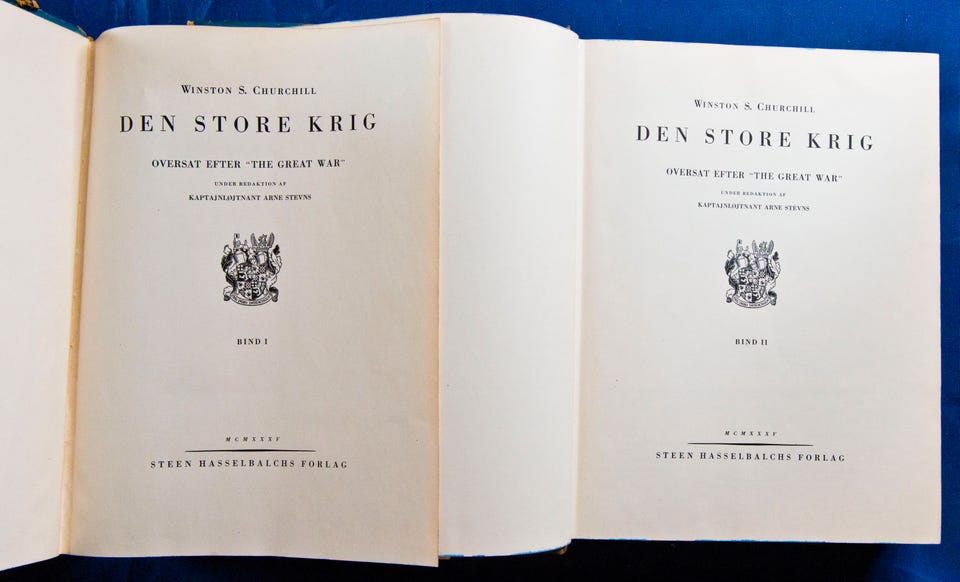 WINSTON S. CHURCHILL
DEN STORE KRIG
OVERSAT EFTER "THE GREAT WAR"
UNDER REDAKTION AF
KAPTAJNLØJTNANT ARNE STEVNS
BIND I
MCMXXXV
STEEN HASSELBALCHS FORLAG
WINSTON S. CHURCHILL
DEN STORE KRIG
OVERSAT EFTER "THE GREAT WAR"
UNDER REDAKTION AF
KAPTAJNLØJTNANT ARNE STEVNS
BIND II
MCMXXXV
STEEN HASSELBALCHS FORLAG